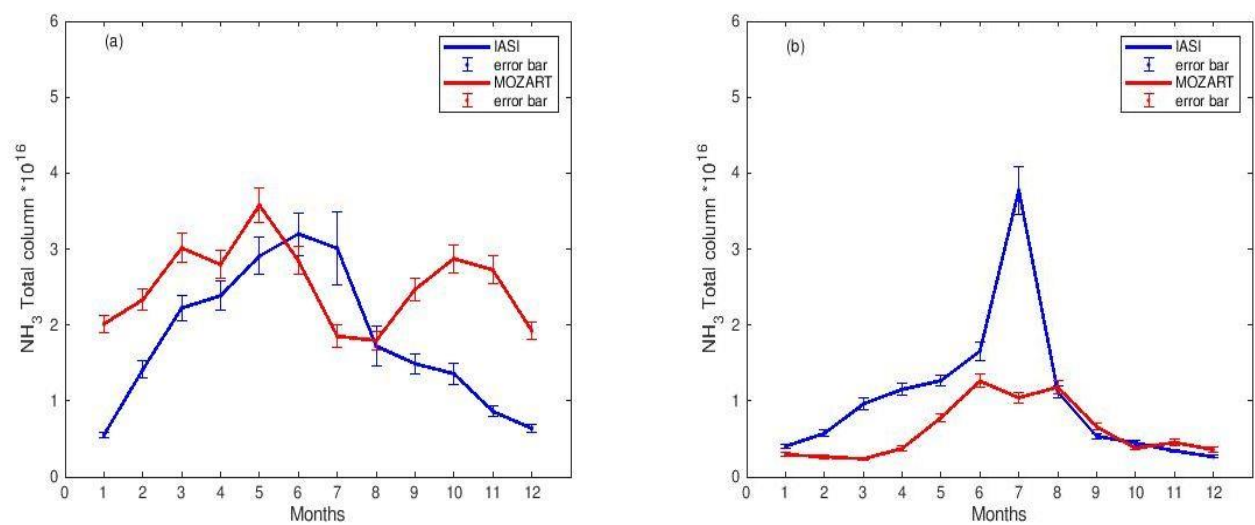 (a)
IASI
error bar
MOZART
error bar
6
5
4
3
2
1
0
NH3 Total column *10^16
0 1 2 3 4 5 6 7 8 9 10 11 12
Months
(b)
IASI
error bar
MOZART
error bar
6
5
4
3
2
1
0
NH3 Total column *10^16
0 1 2 3 4 5 6 7 8 9 10 11 12
Months